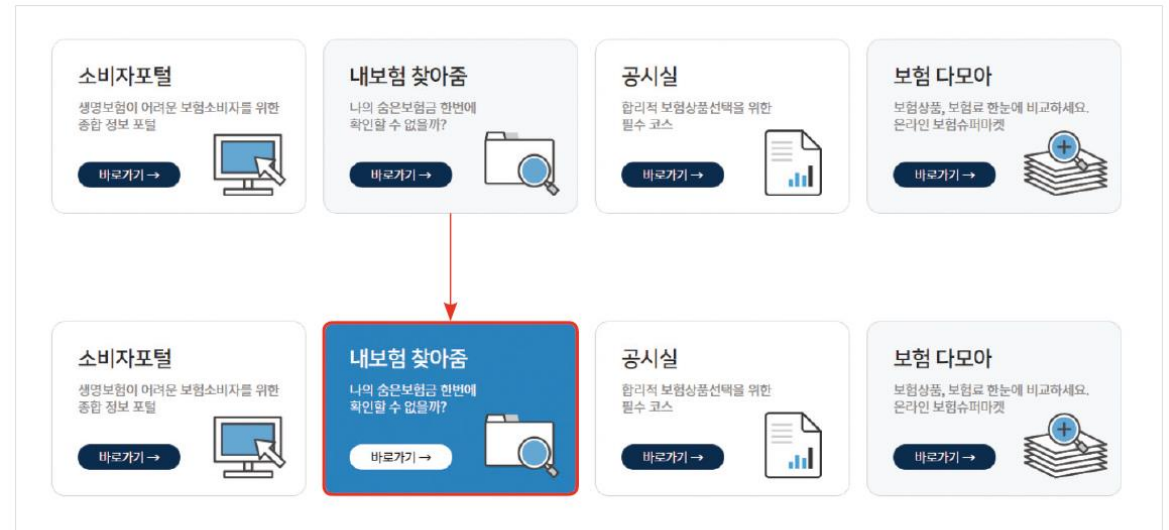 소비자포털
생명보험이 어려운 보험소비자를 위한
종합 정보 포털
바로가기 →
내보험 찾아줌
나의 숨은보험금 한번에
확인할 수 없을까?
바로가기 →
공시실
합리적 보험상품선택을 위한
필수 코스
바로가기 →
보험 다모아
보험상품, 보험료 한눈에 비교하세요.
온라인 보험슈퍼마켓
바로가기 →
소비자포털
생명보험이 어려운 보험소비자를 위한
종합 정보 포털
바로가기 →
내보험 찾아줌
나의 숨은보험금 한번에
확인할 수 없을까?
바로가기 →
공시실
합리적 보험상품선택을 위한
필수 코스
바로가기 →
보험 다모아
보험상품, 보험료 한눈에 비교하세요.
온라인 보험슈퍼마켓
바로가기 →